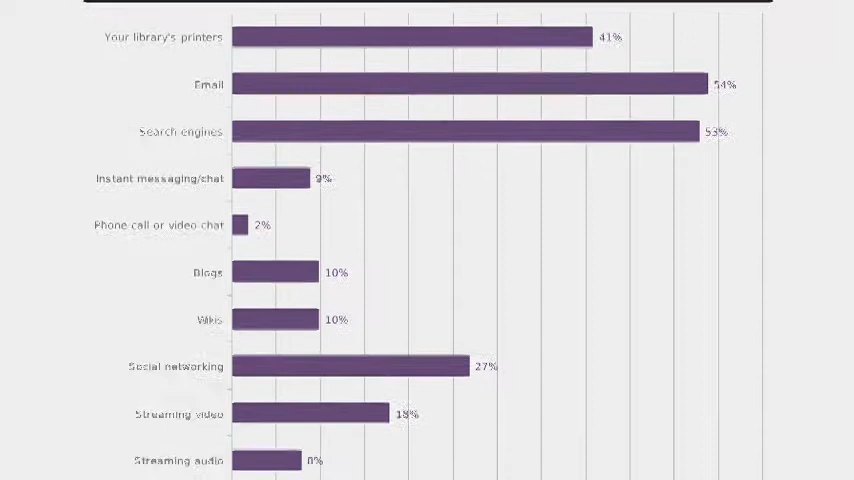 Your library's printers 41%
Email 54%
Search engines 53%
Instant messaging/chat 9%
Phone call or video chat 2%
Blogs 10%
Wikis 10%
Social networking 27%
Streaming video 18%
Streaming audio 8%